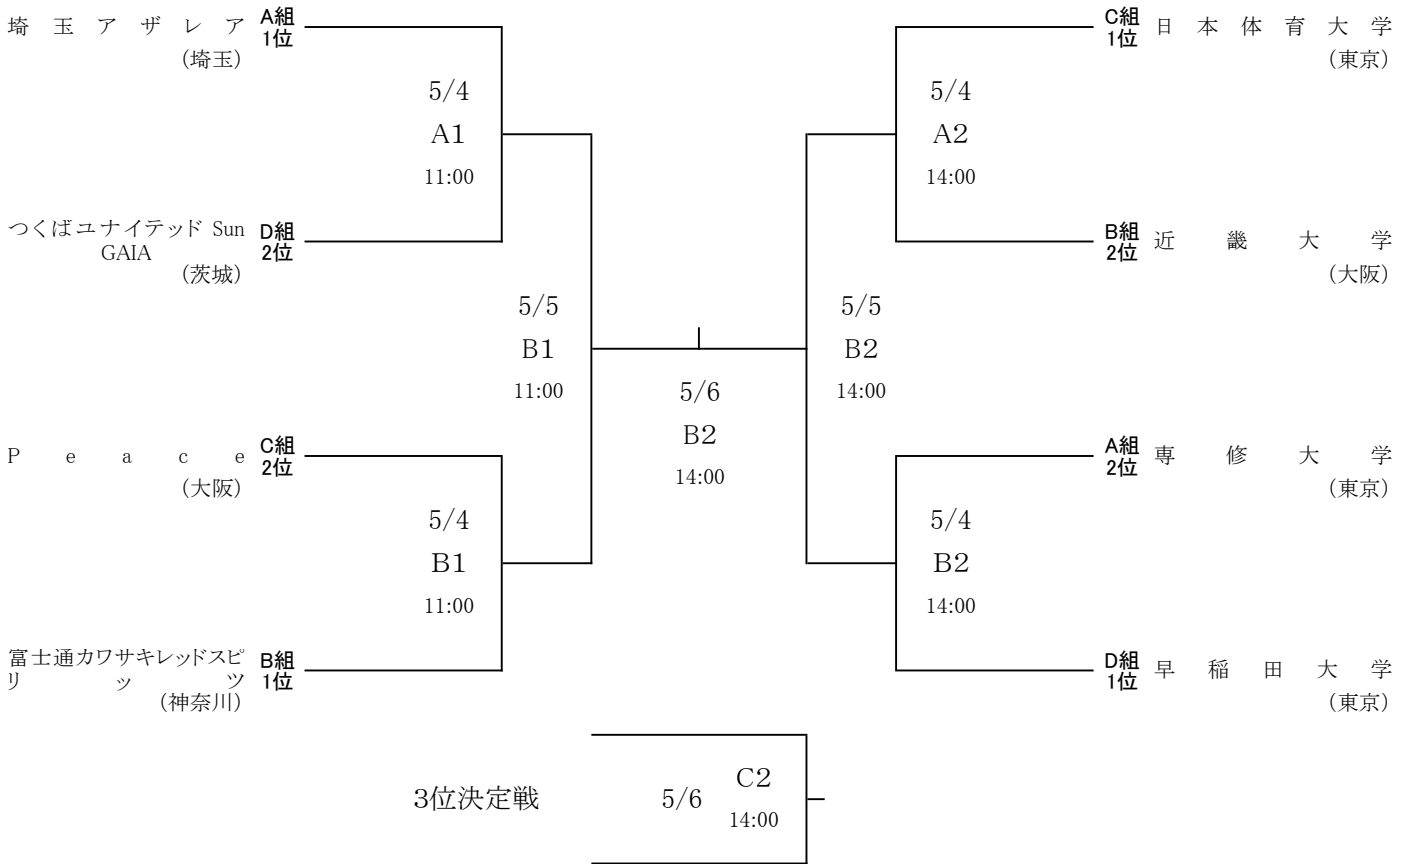 埼玉アザレア
A組
1位
（埼玉）
5/4
A1
11:00
つくばユナイテッド Sun
GAIA
D組
2位
（茨城）
5/5
B1
11:00
Peace
C組
2位
（大阪）
5/4
B1
11:00
富士通カワサキレッドスピ
リッツ
B組
1位
（神奈川）
5/6
B2
14:00
C組
1位
日本体育大学
（東京）
5/4
A2
14:00
B組
2位
近畿大学
（大阪）
5/5
B2
14:00
A組
2位
専修大学
（東京）
5/4
B2
14:00
D組
1位
早稲田大学
（東京）
3位決定戦
5/6
C2
14:00